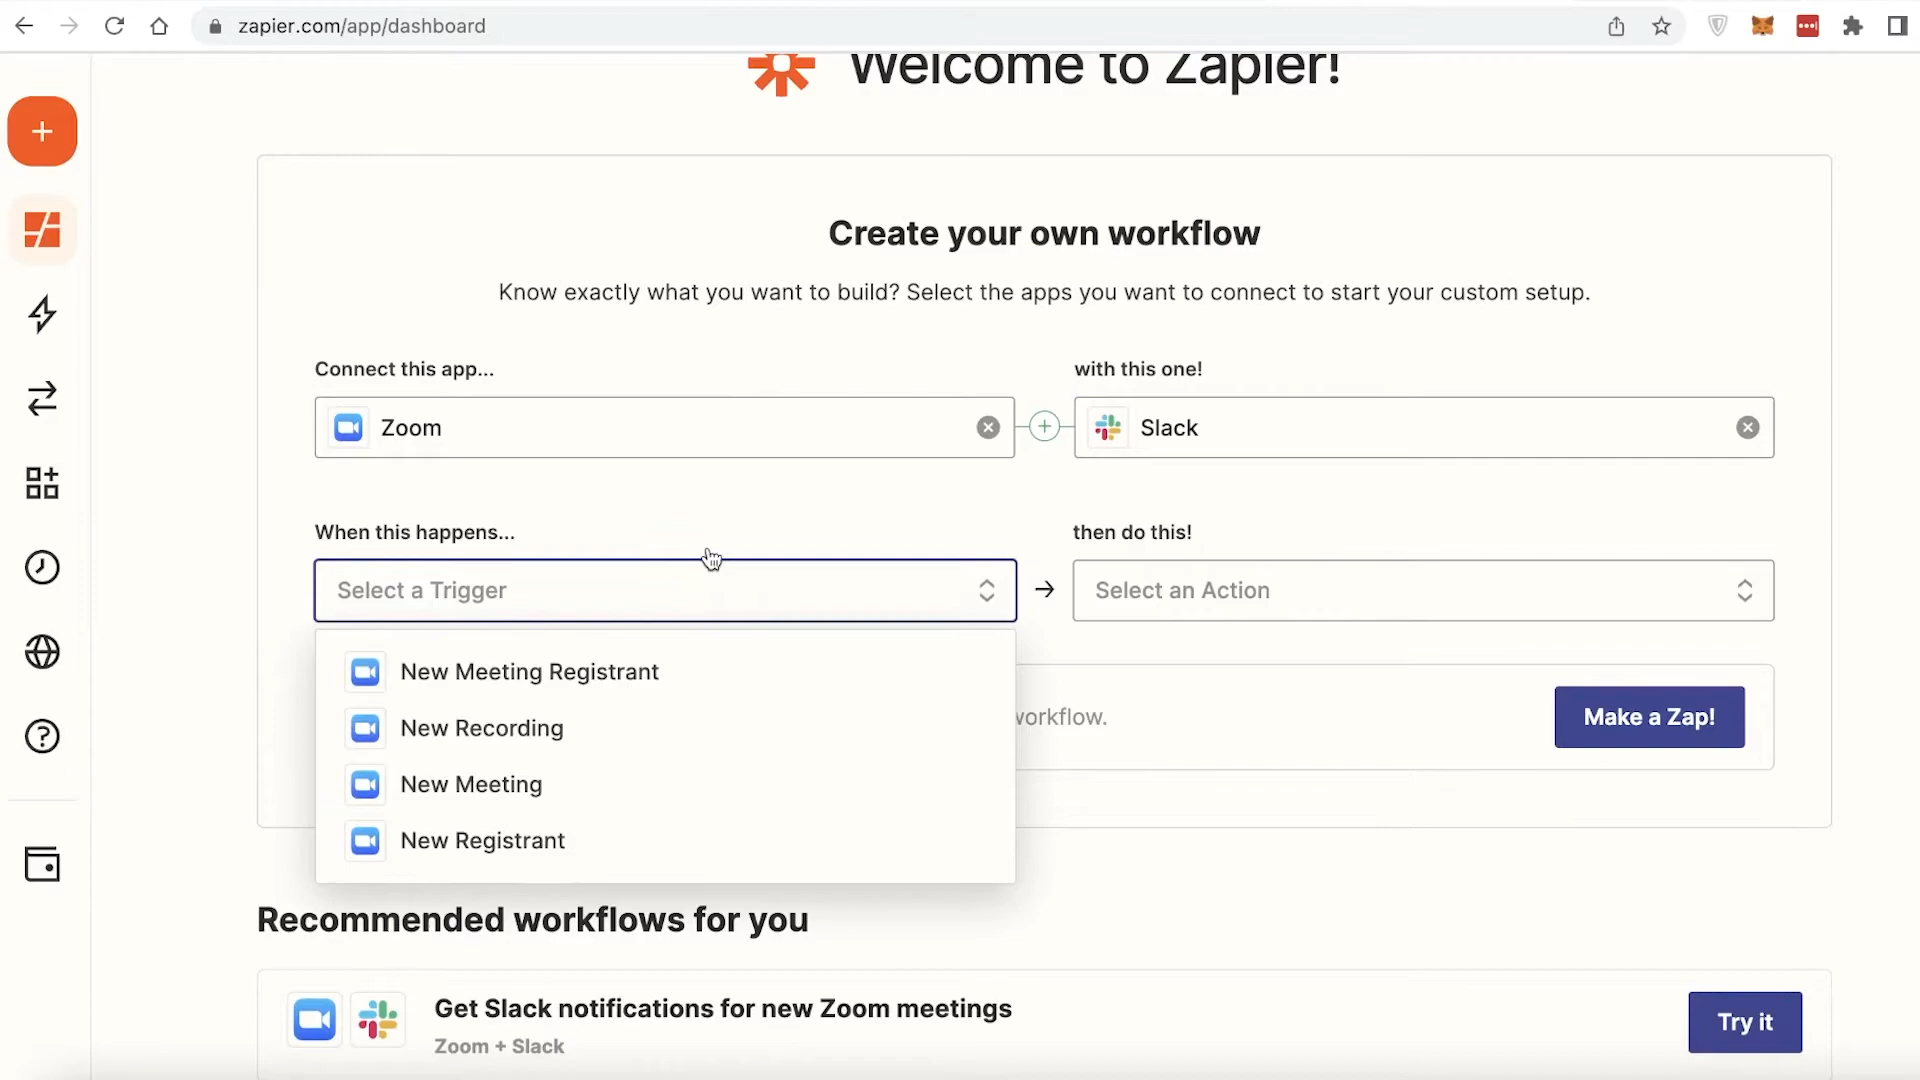 zapier.com/app/dashboard
Welcome to Zapier!
Create your own workflow
Know exactly what you want to build? Select the apps you want to connect to start your custom setup.
Connect this app...
with this one!
Zoom
Slack
When this happens...
then do this!
Select a Trigger
Select an Action
New Meeting Registrant
New Recording
workflow.
Make a Zap!
New Meeting
New Registrant
Recommended workflows for you
Get Slack notifications for new Zoom meetings
Zoom + Slack
Try it